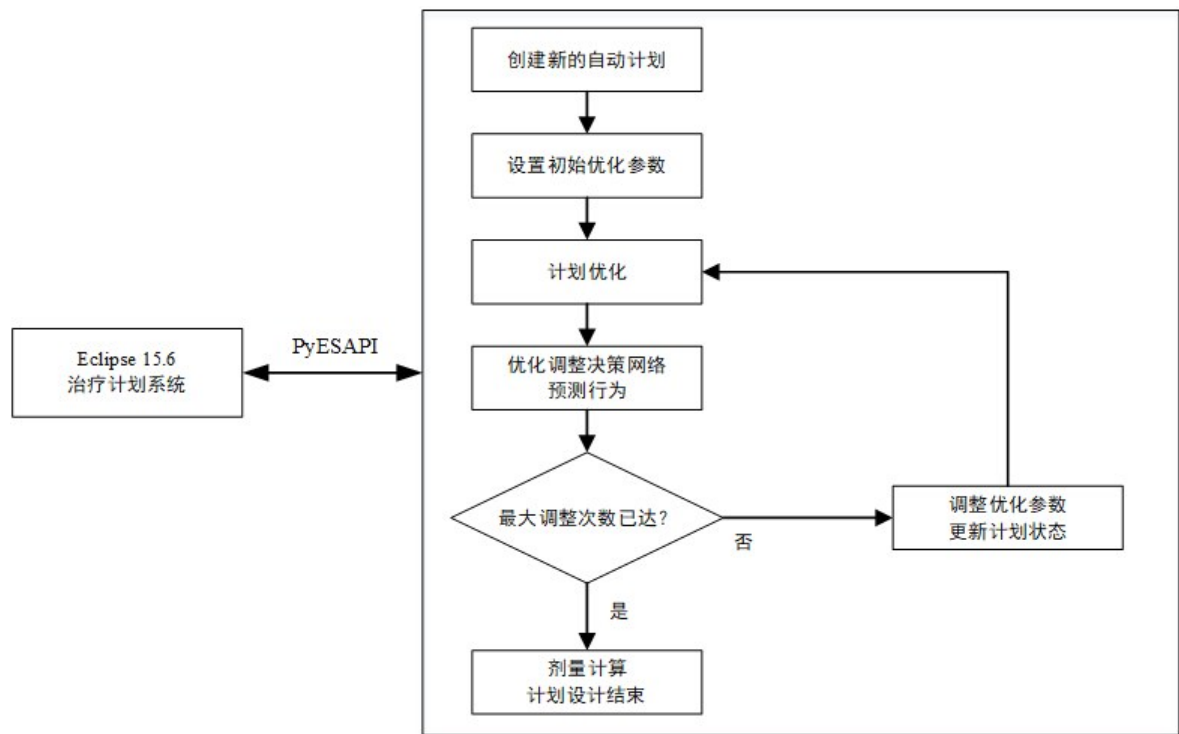 创建新的自动计划
设置初始优化参数
计划优化
Eclipse 15.6
治疗计划系统
PyESAPI
优化调整决策网络
预测行为
最大调整次数已达？
否
调整优化参数
更新计划状态
是
剂量计算
计划设计结束